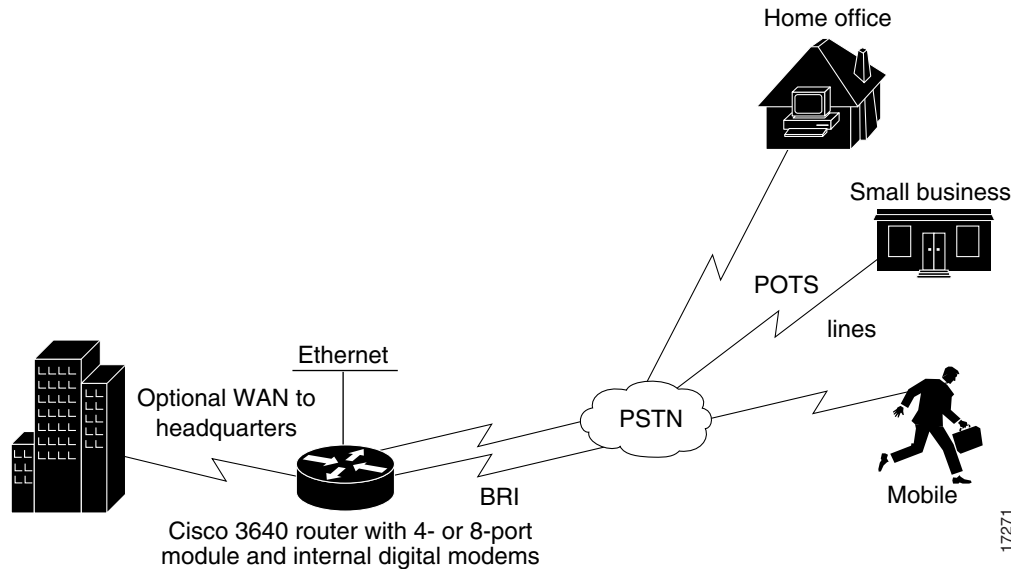 Home office
Small business
POTS
lines
Ethernet
Optional WAN to
headquarters
PSTN
BRI
Mobile
Cisco 3640 router with 4- or 8-port
module and internal digital modems
17271